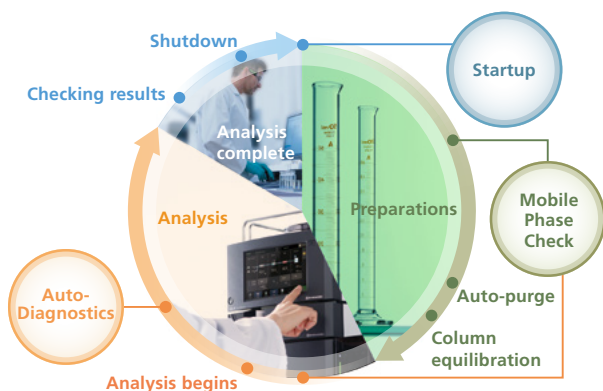 Shutdown
Startup
Checking results
Analysis
complete
Mobile
Phase
Check
Preparations
Analysis
Auto-
Diagnostics
Auto-purge
Column
equilibration
Analysis begins